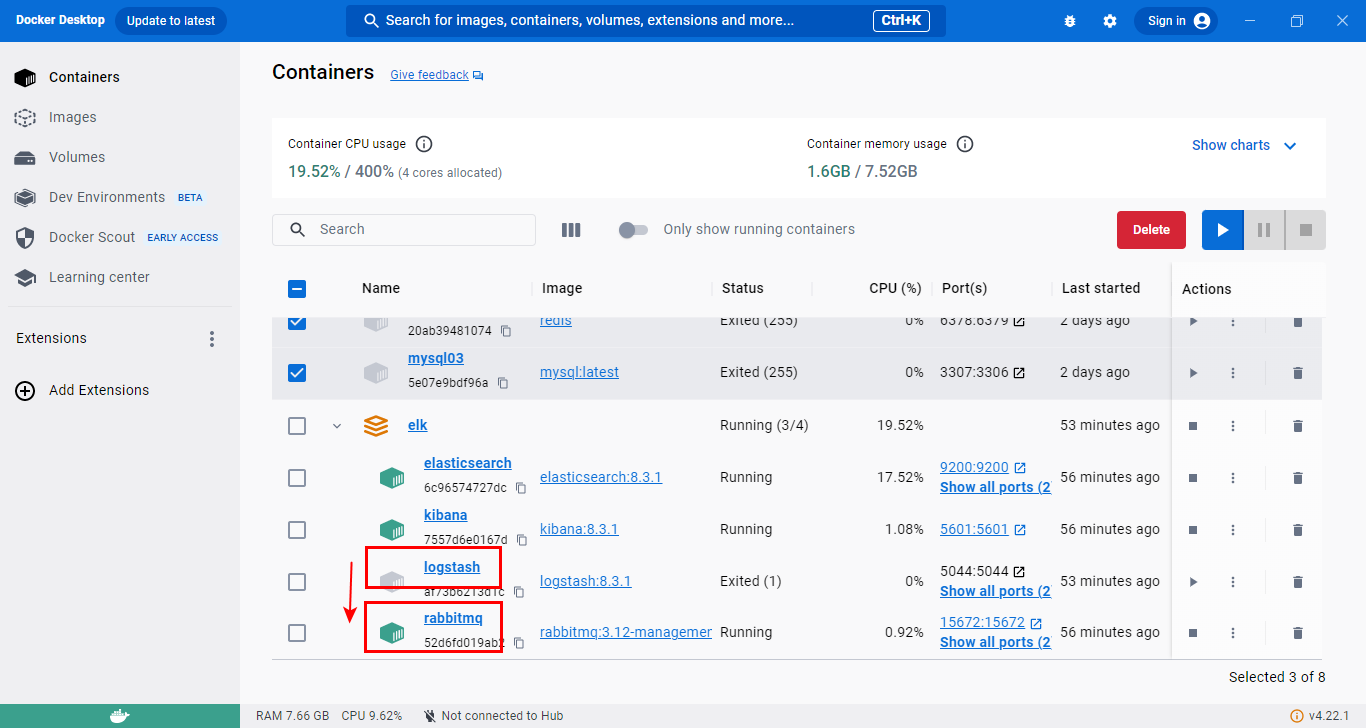 Docker Desktop Update to latest Search for images, containers, volumes, extensions and more... Ctrl+K Sign in
Containers
Images
Volumes
Dev Environments BETA
Docker Scout EARLY ACCESS
Learning center
Extensions
Add Extensions
Containers Give feedback
Container CPU usage
19.52% / 400% (4 cores allocated)
Container memory usage
1.6GB / 7.52GB
Show charts
Search Only show running containers Delete
Name Image Status CPU (%) Port(s) Last started Actions
redis Exited (255) 0% 6378:6379 2 days ago
20ab39481074
mysql03
5e07e9bdf96a mysql:latest Exited (255) 0% 3307:3306 2 days ago
elk Running (3/4) 19.52% 53 minutes ago
elasticsearch
6c96574727dc elasticsearch:8.3.1 Running 17.52% 9200:9200 56 minutes ago
Show all ports (2
kibana
7557d6e0167d kibana:8.3.1 Running 1.08% 5601:5601 56 minutes ago
logstash
af73b6213d1c logstash:8.3.1 Exited (1) 0% 5044:5044 53 minutes ago
Show all ports (2
rabbitmq
52d6fd019ab2 rabbitmq:3.12-managemer Running 0.92% 15672:15672 56 minutes ago
Show all ports (2
Selected 3 of 8
RAM 7.66 GB CPU 9.62% Not connected to Hub v4.22.1